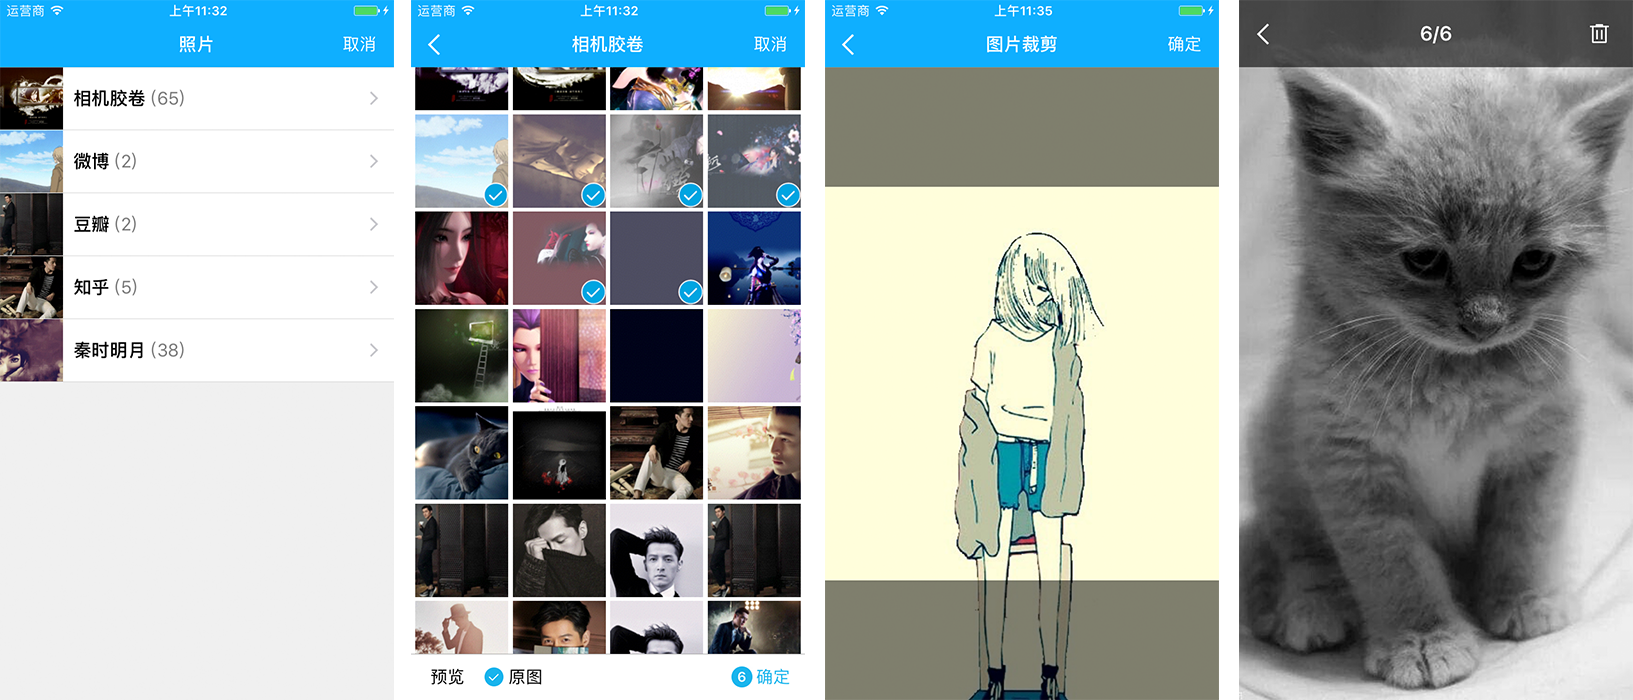 运营商 上午11:32
照片 取消
相机胶卷 (65)
微博 (2)
豆瓣 (2)
知乎 (5)
秦时明月 (38)
运营商 上午11:32
相机胶卷 取消
预览 原图 6 确定
运营商 上午11:35
图片裁剪 确定
6/6